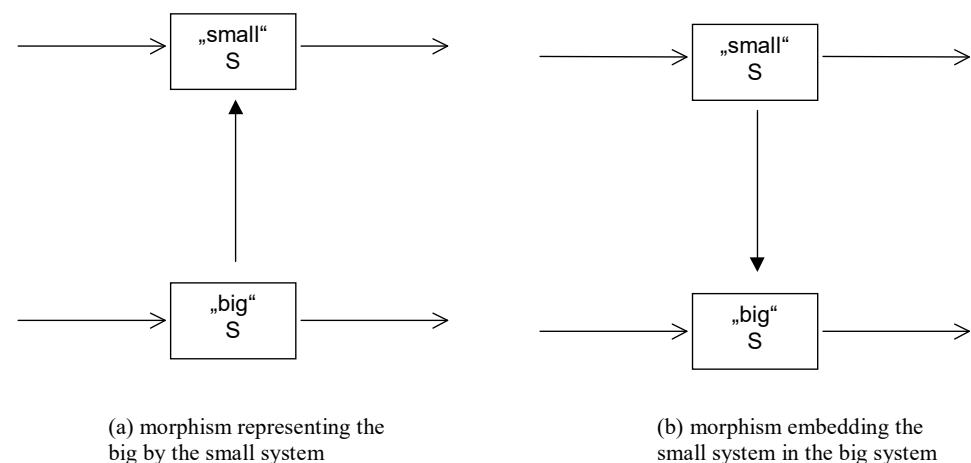 „small“
S
„small“
S
„big“
S
„big“
S
(a) morphism representing the
big by the small system
(b) morphism embedding the
small system in the big system